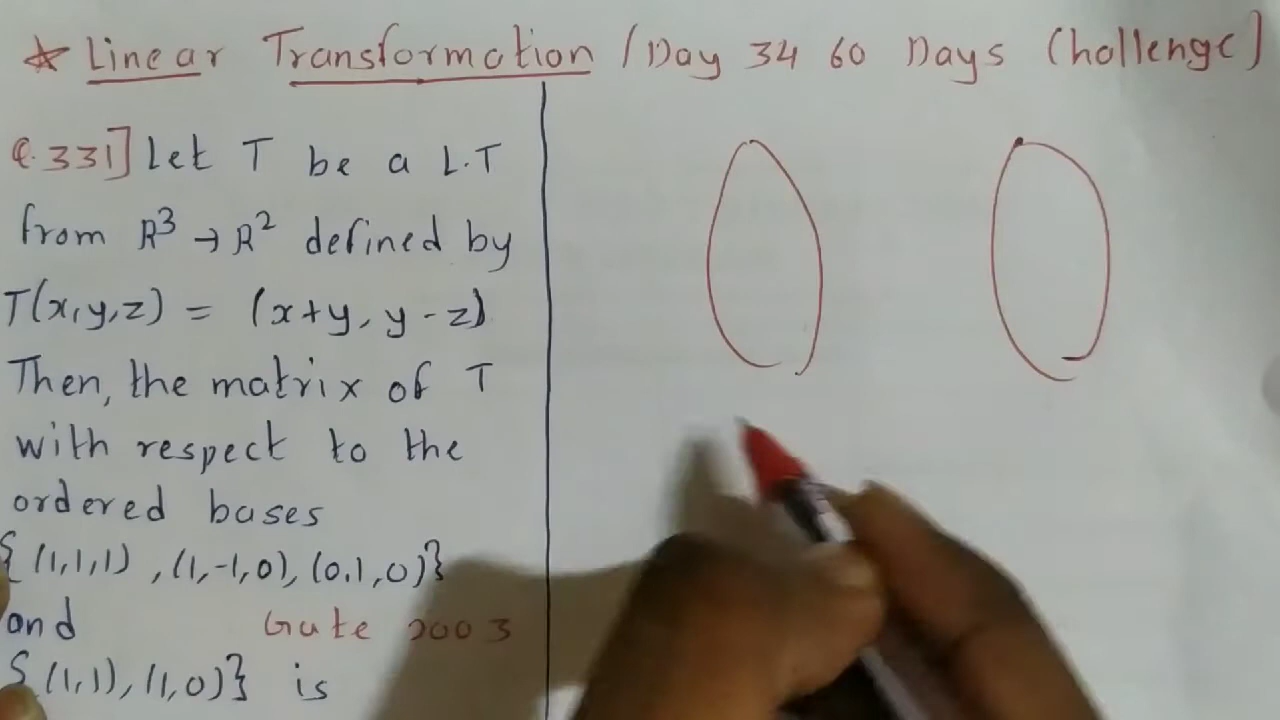 * Linear Transformation / Day 34 60 Days Challenge]
Q.331] Let T be a L.T
from R³ → R² defined by
T(x,y,z) = (x+y, y-z)
Then, the matrix of T
with respect to the
ordered bases
{(1,1,1), (1,-1,0), (0,1,0)}
and Gate 2003
{(1,1), (1,0)} is